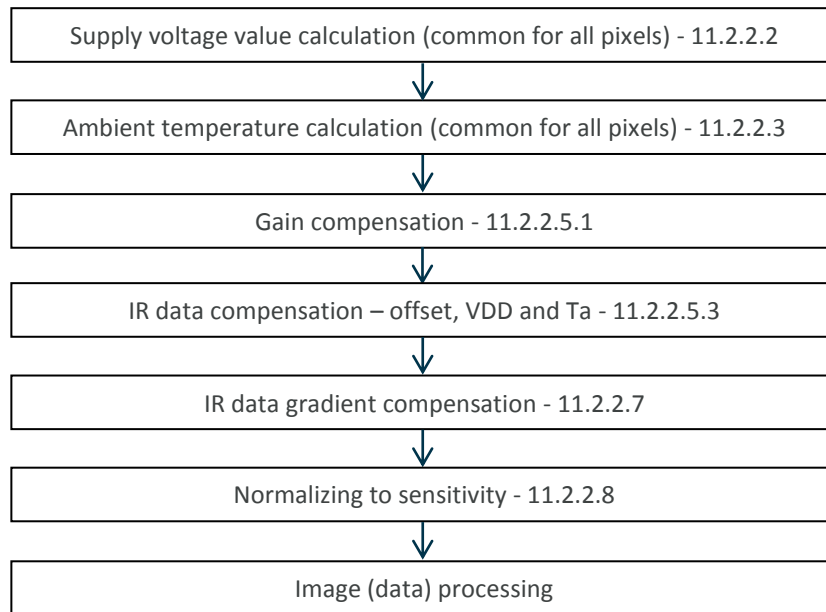 Supply voltage value calculation (common for all pixels) - 11.2.2.2
Ambient temperature calculation (common for all pixels) - 11.2.2.3
Gain compensation - 11.2.2.5.1
IR data compensation – offset, VDD and Ta - 11.2.2.5.3
IR data gradient compensation - 11.2.2.7
Normalizing to sensitivity - 11.2.2.8
Image (data) processing